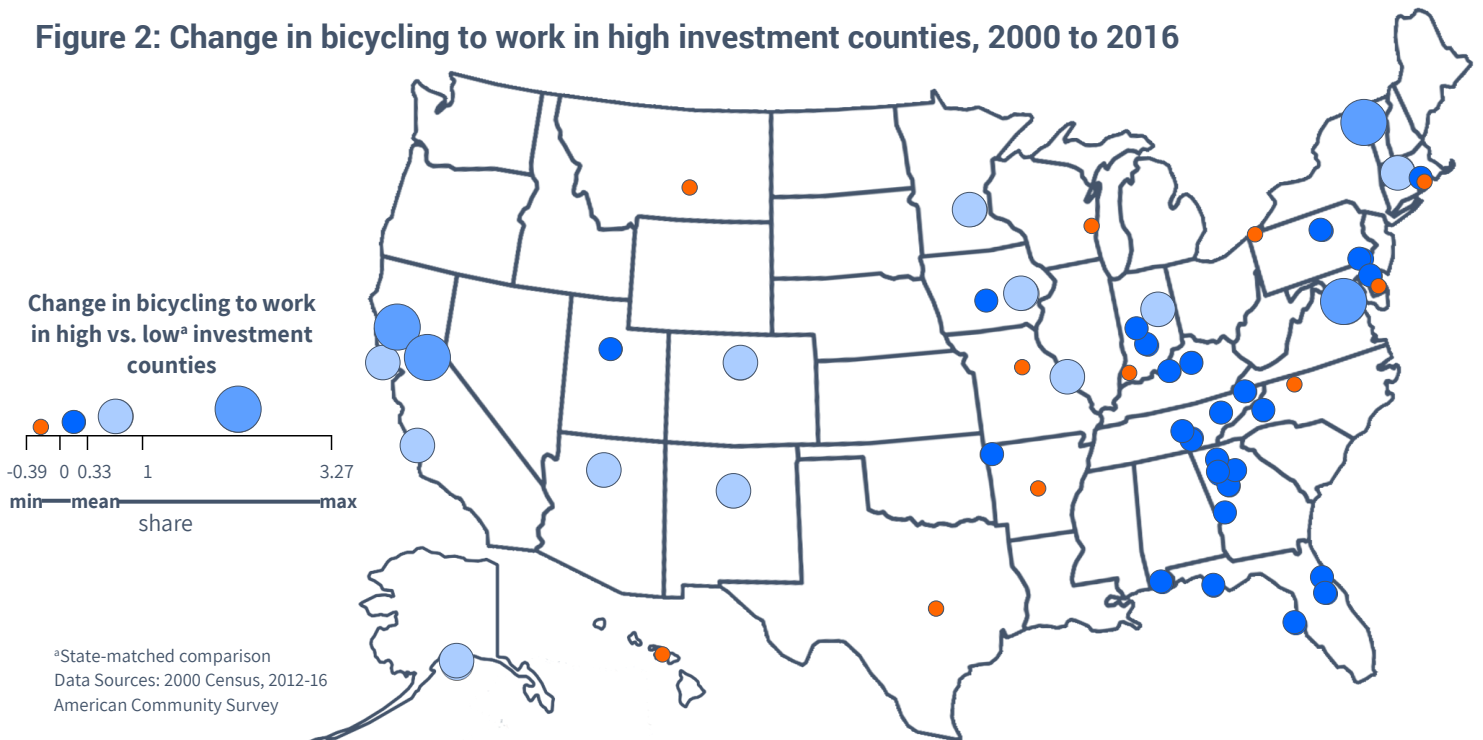 Figure 2: Change in bicycling to work in high investment counties, 2000 to 2016
Change in bicycling to work
in high vs. lowª investment
counties
-0.39 0 0.33 1 3.27
min mean max
share
ªState-matched comparison
Data Sources: 2000 Census, 2012-16
American Community Survey